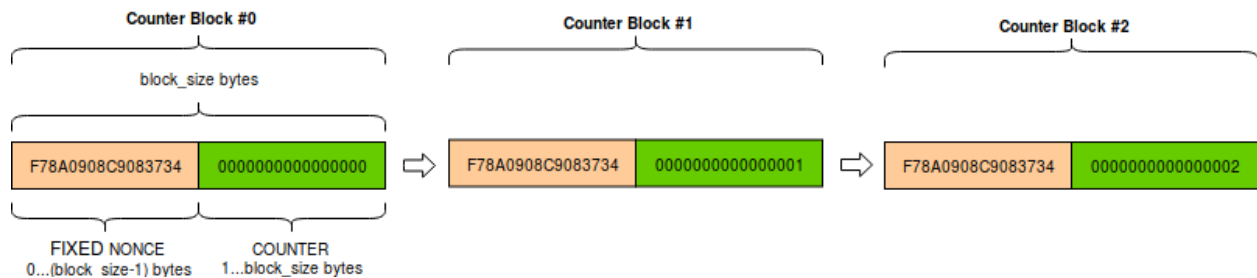 Counter Block #0
Counter Block #1
Counter Block #2
block_size bytes
F78A0908C9083734 0000000000000000
F78A0908C9083734 0000000000000001
F78A0908C9083734 0000000000000002
FIXED NONCE
0...(block_size-1) bytes
COUNTER
1...block_size bytes